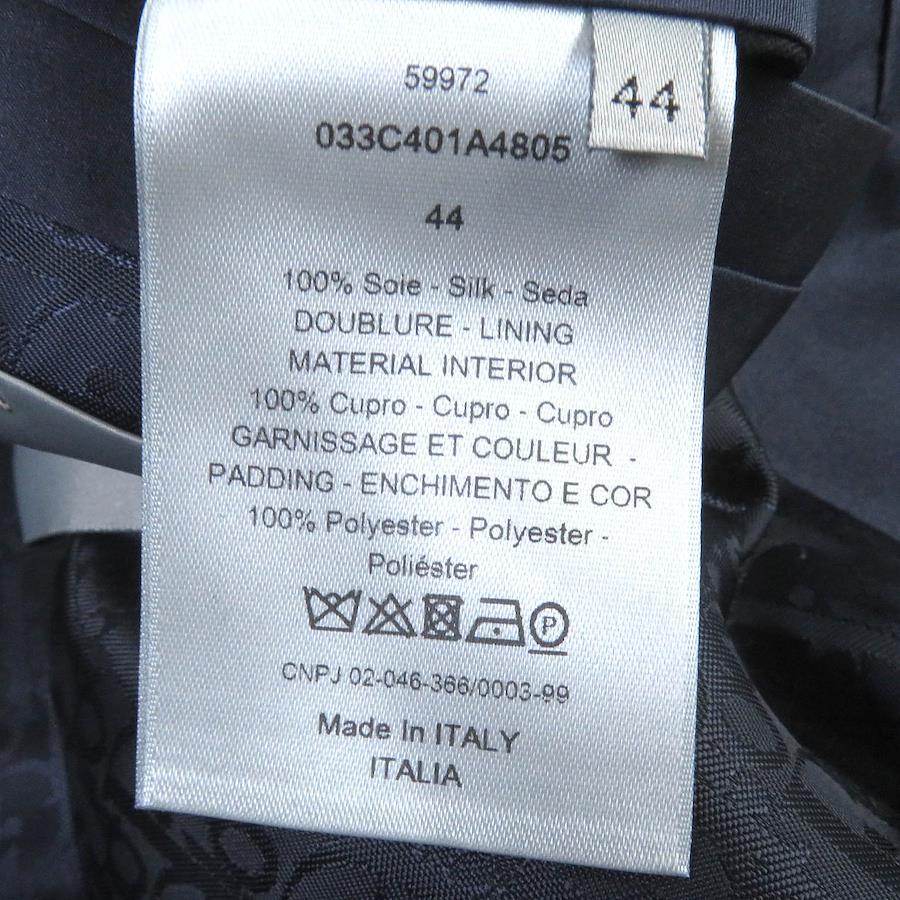 59972
44
033C401A4805
44
100% Soie - Silk - Seda
DOUBLURE - LINING
MATERIAL INTERIOR
100% Cupro - Cupro - Cupro
GARNISSAGE ET COULEUR -
PADDING - ENCHIMENTO E COR
100% Polyester - Polyester -
Poliéster
P
CNPJ 02-046-366/0003-99
Made In ITALY
ITALIA